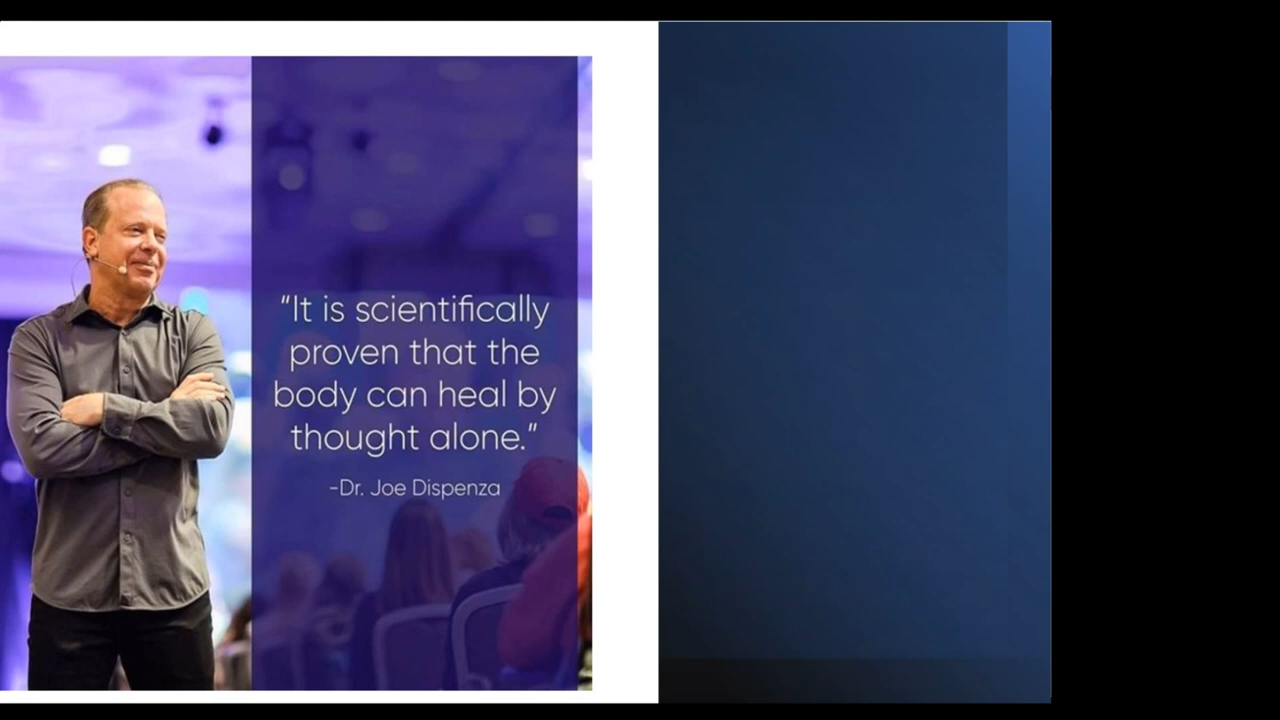 “It is scientifically
proven that the
body can heal by
thought alone.”
-Dr. Joe Dispenza